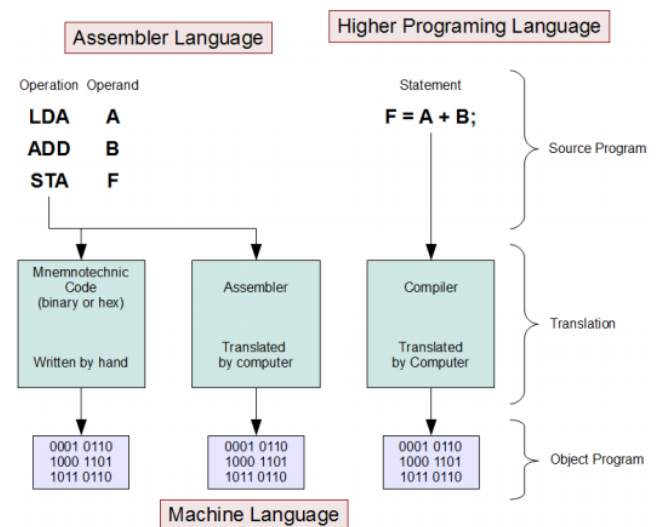 Assembler Language
Higher Programing Language
Operation Operand
Statement
LDA A
F = A + B;
ADD B
STA F
Source Program
Mnemnotechnic
Code
(binary or hex)
Written by hand
Assembler
Translated
by computer
Compiler
Translated
by Computer
Translation
0001 0110
1000 1101
1011 0110
0001 0110
1000 1101
1011 0110
0001 0110
1000 1101
1011 0110
Object Program
Machine Language